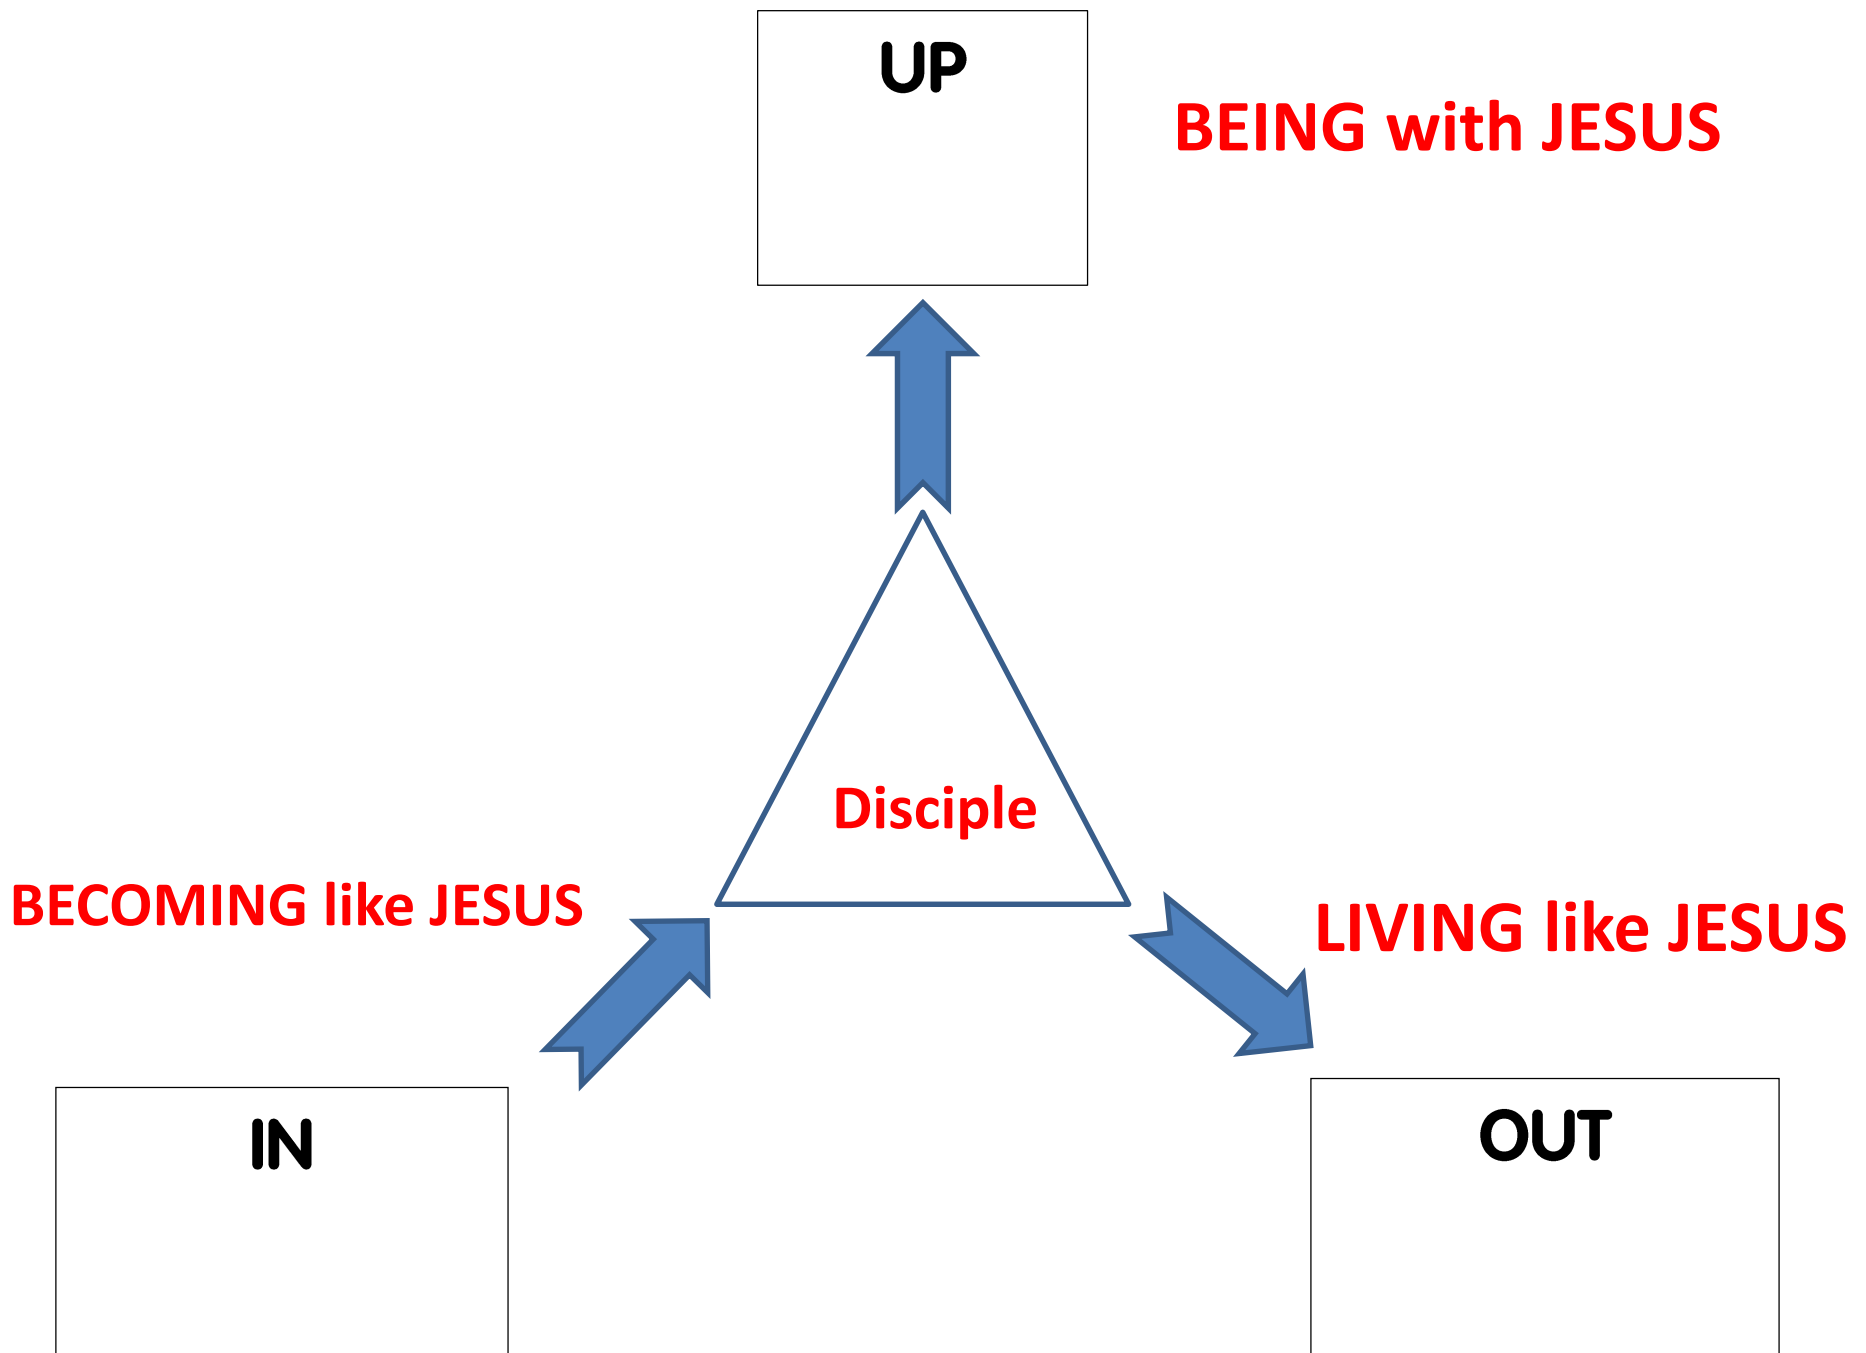 UP
BEING with JESUS
Disciple
BECOMING like JESUS
LIVING like JESUS
IN
OUT